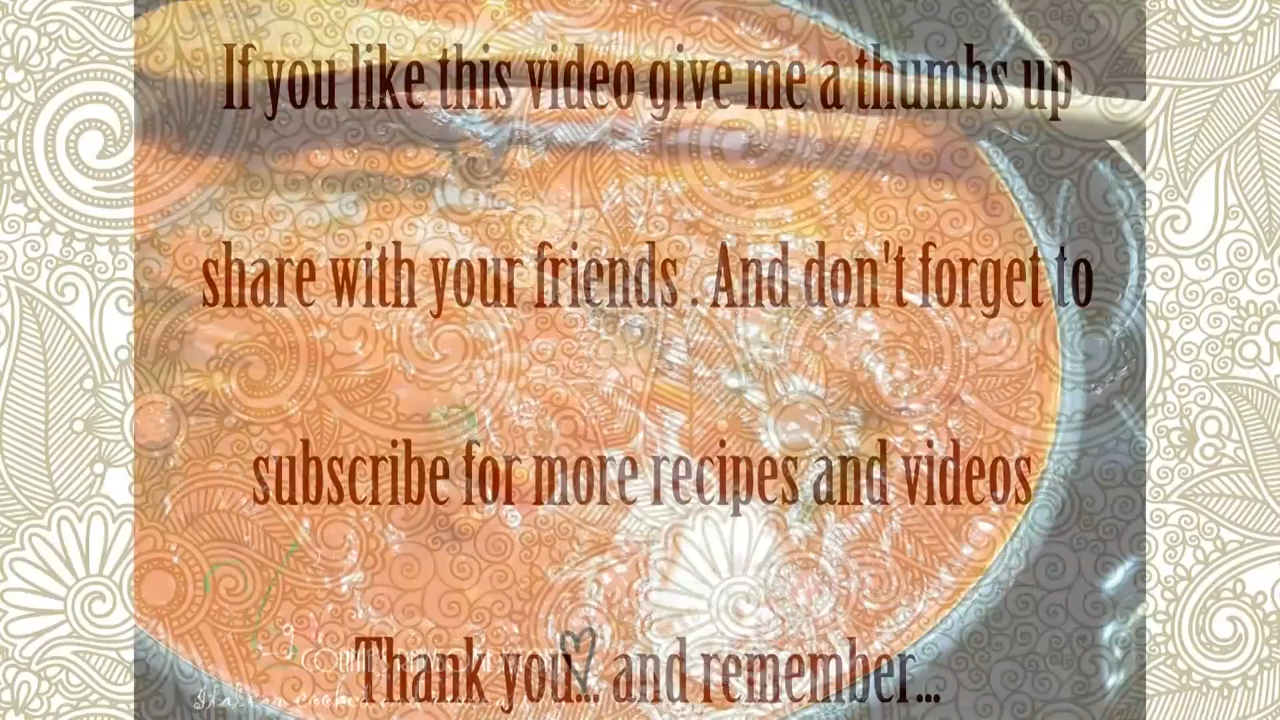 If you like this video give me a thumbs up
share with your friends . And don't forget to
subscribe for more recipes and videos
Thank you... and remember...
Italian